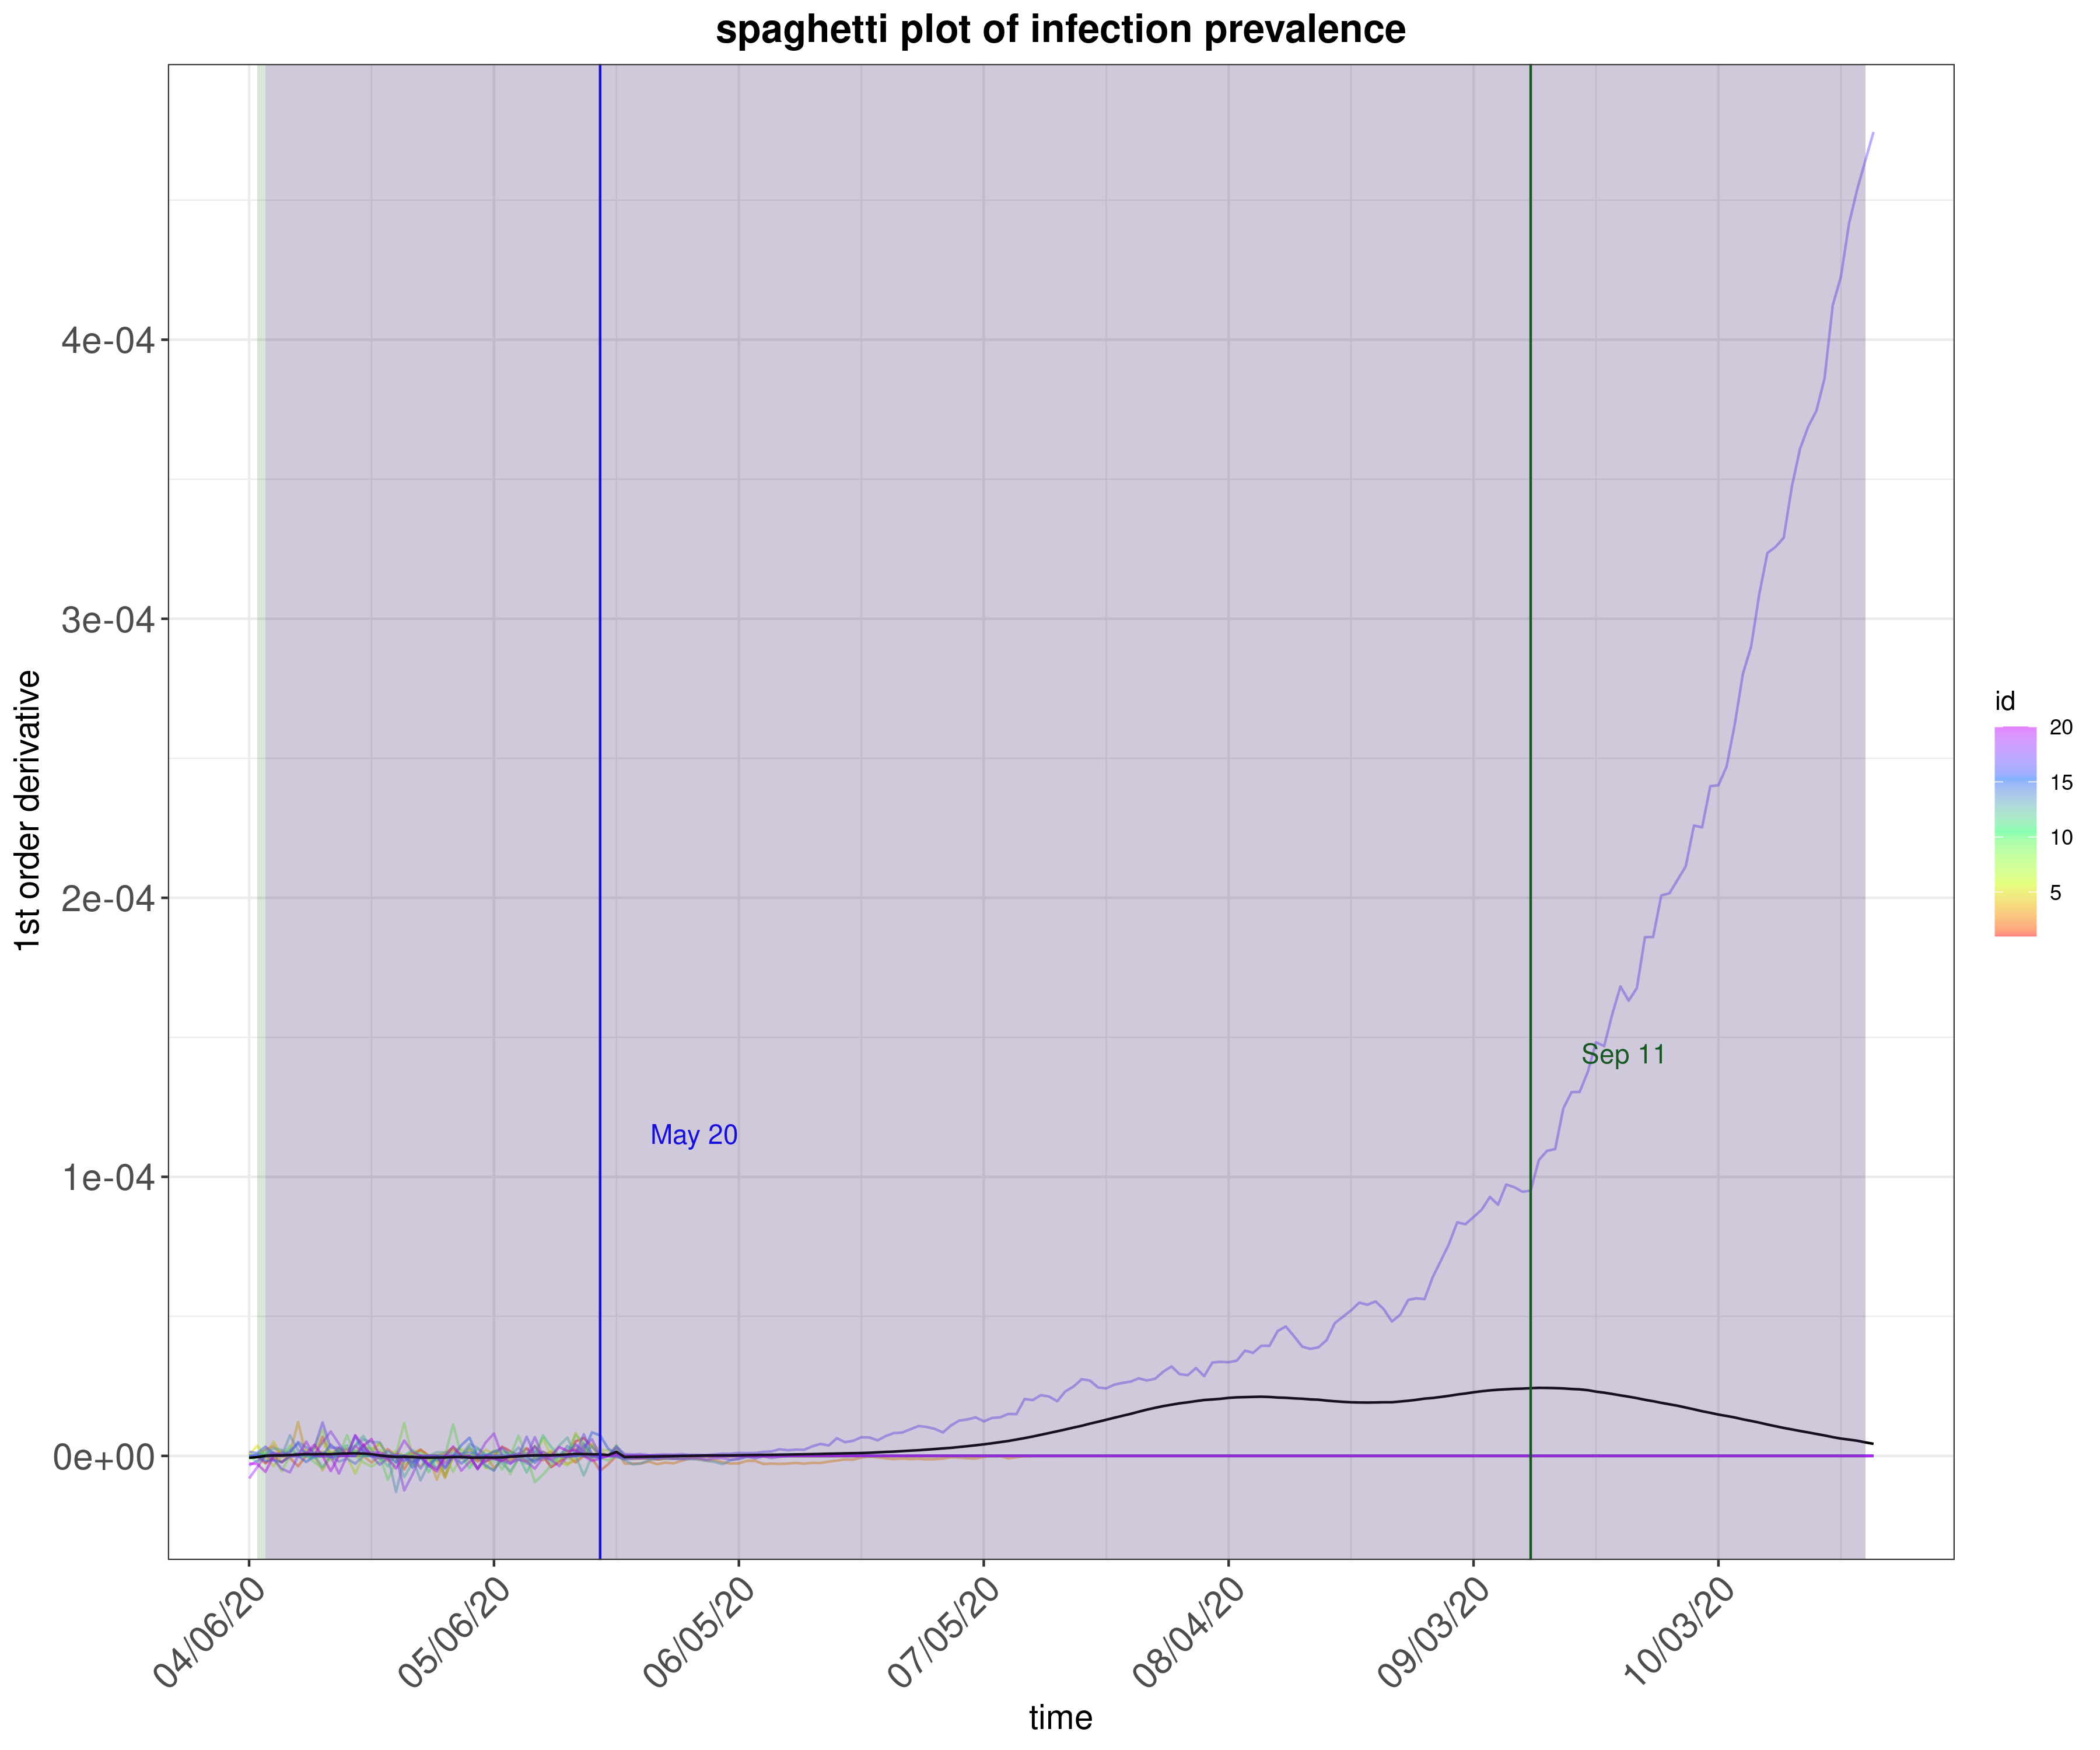 spaghetti plot of infection prevalence
1st order derivative
4e-04
3e-04
2e-04
1e-04
0e+00
May 20
Sep 11
04/06/20
05/06/20
06/05/20
07/05/20
08/04/20
09/03/20
10/03/20
time
id
20
15
10
5